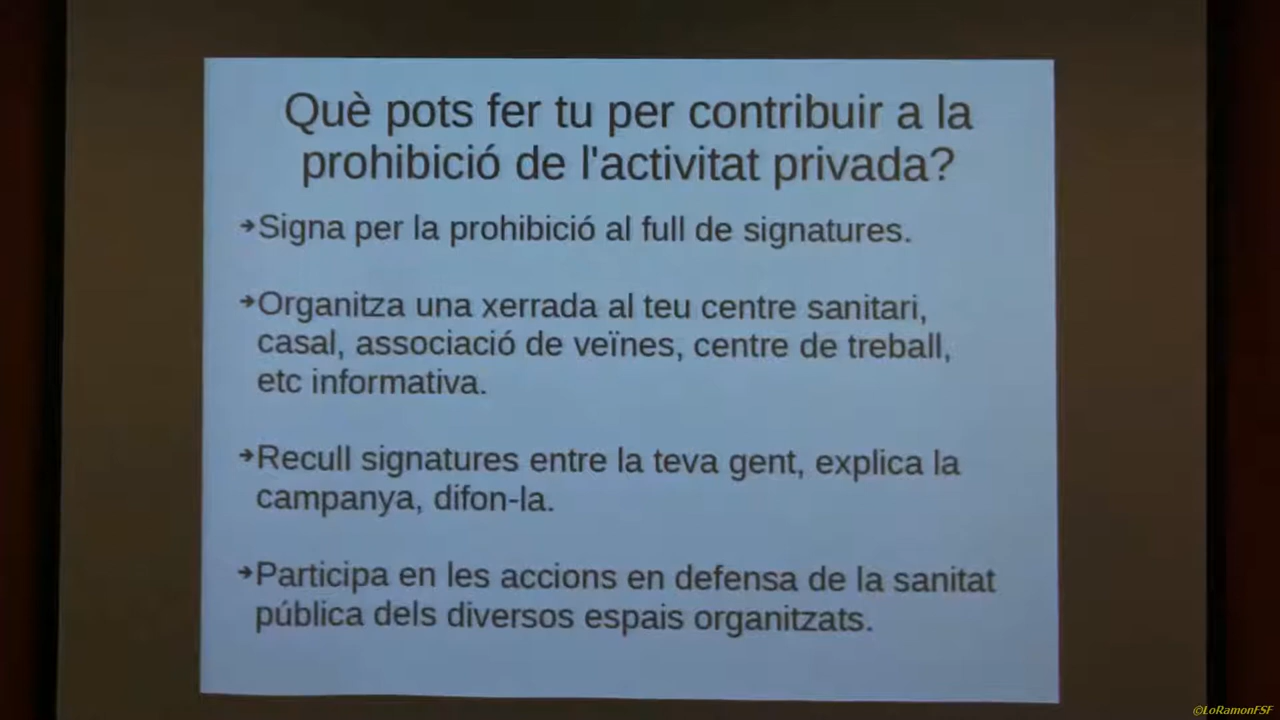 Què pots fer tu per contribuir a la
prohibició de l'activitat privada?
➔Signa per la prohibició al full de signatures.
➔Organitza una xerrada al teu centre sanitari,
casal, associació de veïnes, centre de treball,
etc informativa.
➔Recull signatures entre la teva gent, explica la
campanya, difon-la.
➔Participa en les accions en defensa de la sanitat
pública dels diversos espais organitzats.
©LoRamonFSF